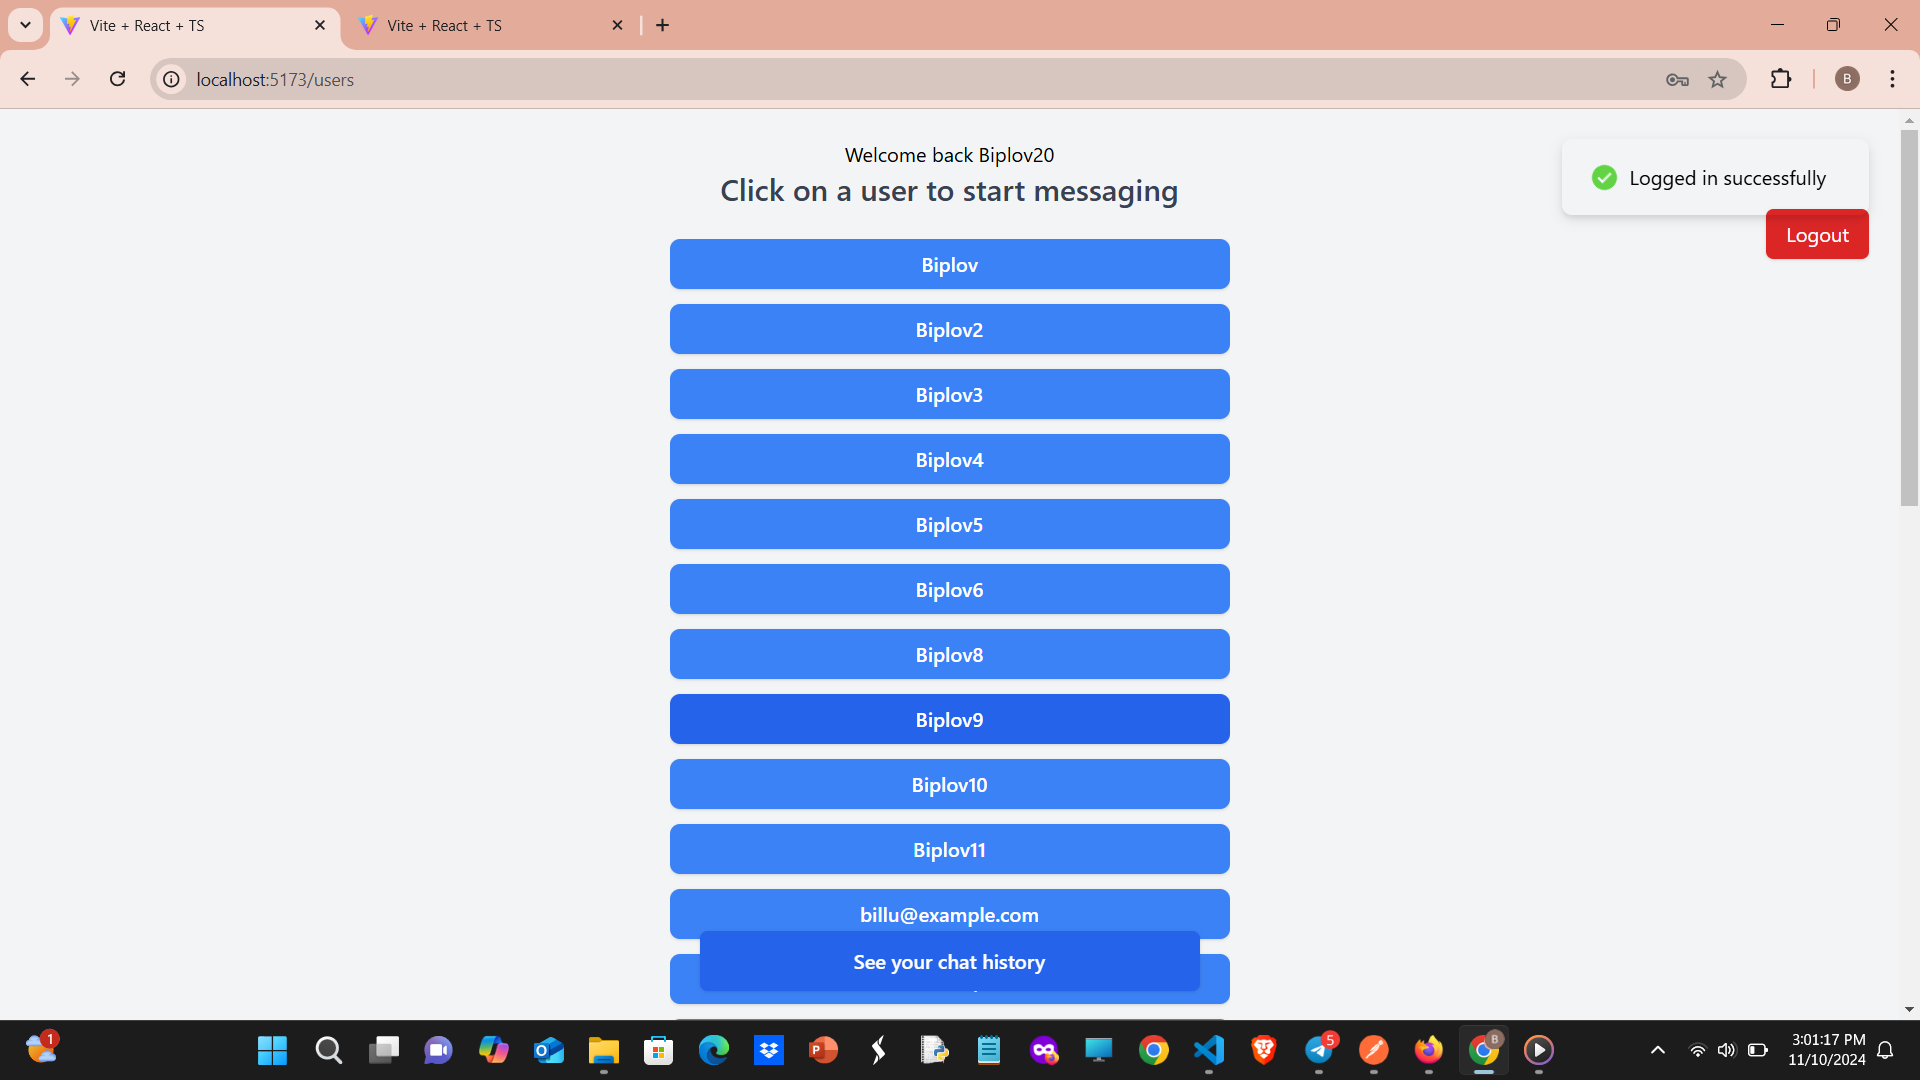 Vite + React + TS
Vite + React + TS
localhost:5173/users
B
Welcome back Biplov20
Click on a user to start messaging
Logged in successfully
Logout
Biplov
Biplov2
Biplov3
Biplov4
Biplov5
Biplov6
Biplov8
Biplov9
Biplov10
Biplov11
billu@example.com
See your chat history
1
P
5
B
3:01:17 PM
11/10/2024